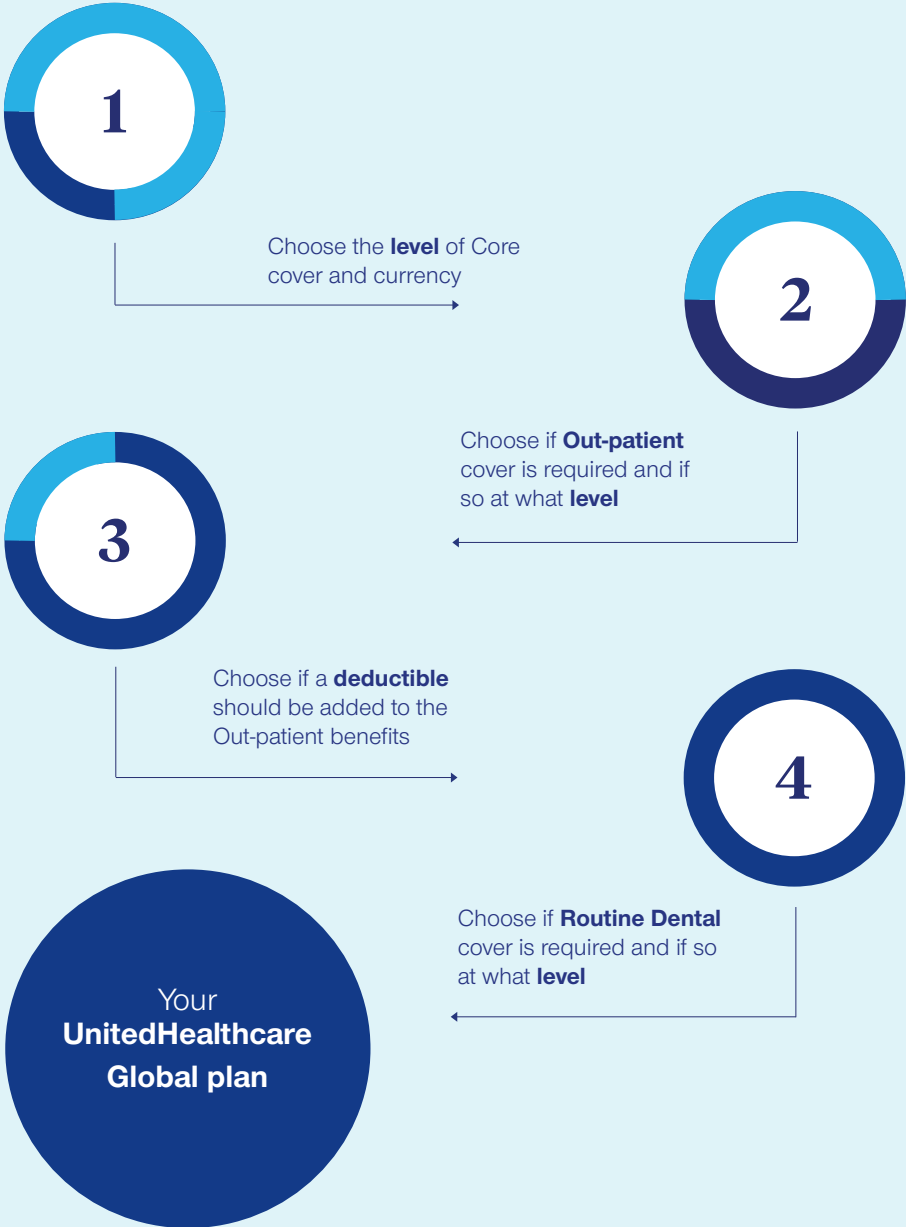 1
Choose the level of Core
cover and currency
2
Choose if Out-patient
cover is required and if
so at what level
3
Choose if a deductible
should be added to the
Out-patient benefits
4
Choose if Routine Dental
cover is required and if so
at what level
Your
UnitedHealthcare
Global plan